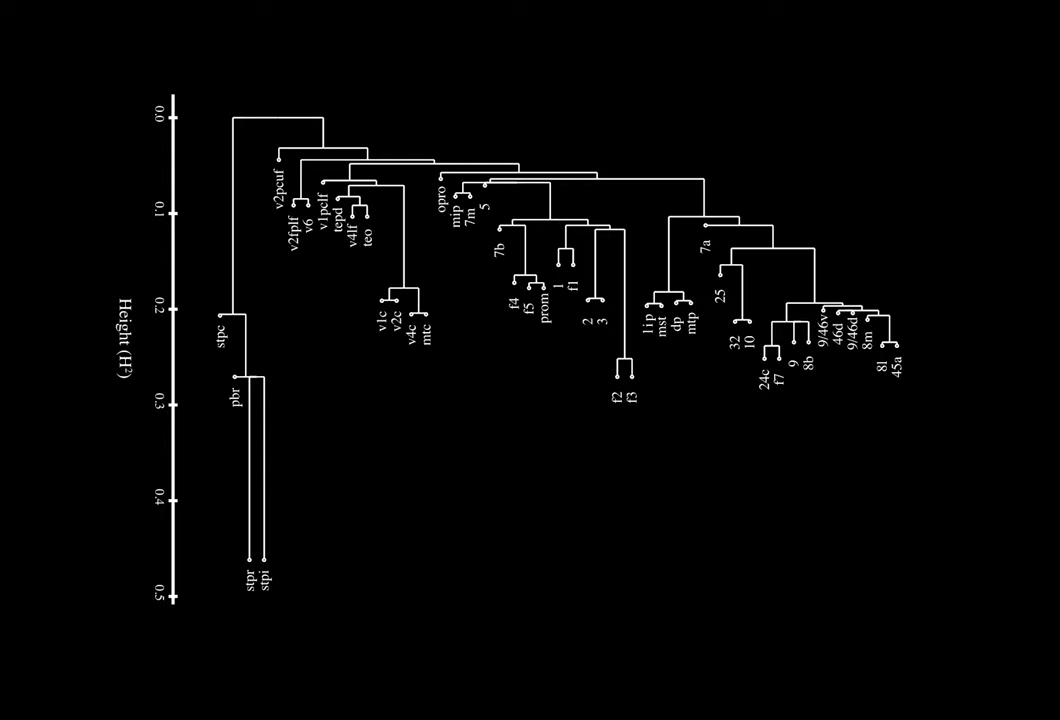 0.0
0.1
0.2
0.3
0.4
0.5
Height (H²)
stpc
pbr
stpr
stpi
v2pcuf
v2fplf
v6
v1pclf
tepd
v4lf
teo
v1c
v2c
v4c
mtc
opro
mip
7m
5
7b
f4
f5
prom
1
f1
2
3
f2
f3
lip
mst
dp
mtp
7a
25
32
10
24c
f7
9
8b
9/46v
46d
9/46d
8m
8l
45a